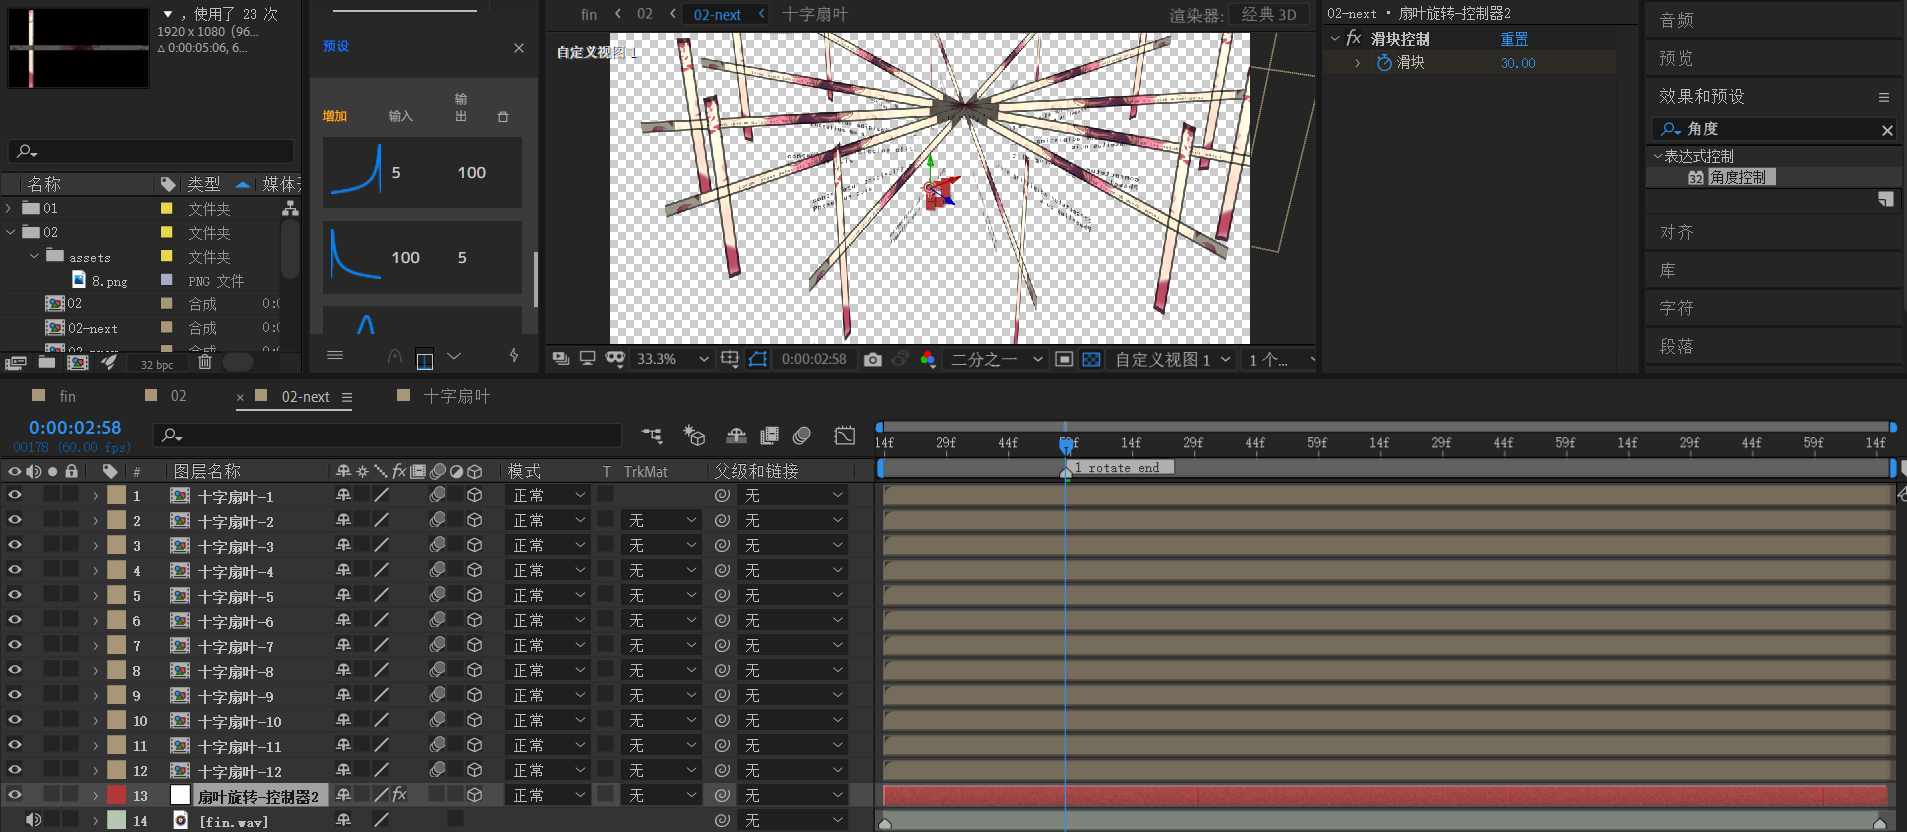 ，使用了 23 次
1920 x 1080 (96...
△ 0:00:05:06, 6...
名称 类型 媒体开
01 文件夹
02 文件夹
assets 文件夹
8.png PNG 文件
02 合成 0:(
02-next 合成 0:(
32 bpc
预设
增加 输入 输出
5 100
100 5
fin 02 02-next 十字扇叶 渲染器: 经典 3D
自定义视图 1
33.3% 0:00:02:58 二分之一 自定义视图 1 1 个...
02-next · 扇叶旋转-控制器2
fx 滑块控制 重置
滑块 30.00
音频
预览
效果和预设
角度
表达式控制
32 角度控制
对齐
库
字符
段落
fin 02 × 02-next 十字扇叶
0:00:02:58
00178 (60.00 fps)
14f 29f 44f 59f 14f 29f 44f 59f 14f 29f 44f 59f 14f 29f 44f 59f 14f
# 图层名称 fx 模式 T TrkMat 父级和链接
1 rotate end
1 十字扇叶-1 正常 无
2 十字扇叶-2 正常 无 无
3 十字扇叶-3 正常 无 无
4 十字扇叶-4 正常 无 无
5 十字扇叶-5 正常 无 无
6 十字扇叶-6 正常 无 无
7 十字扇叶-7 正常 无 无
8 十字扇叶-8 正常 无 无
9 十字扇叶-9 正常 无 无
10 十字扇叶-10 正常 无 无
11 十字扇叶-11 正常 无 无
12 十字扇叶-12 正常 无 无
13 扇叶旋转-控制器2 fx 正常 无 无
14 [fin.wav] 无